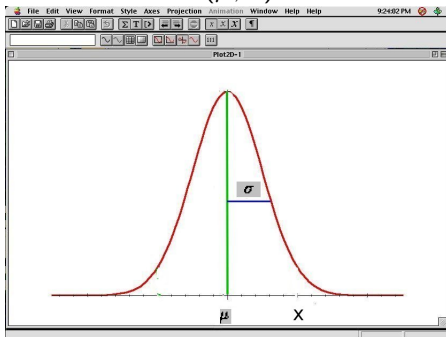 File Edit View Format Style Axes Projection Animation Window Help Help 9:24:02 PM
Σ T
x x X ¶
Plot2D-1
σ
μ X